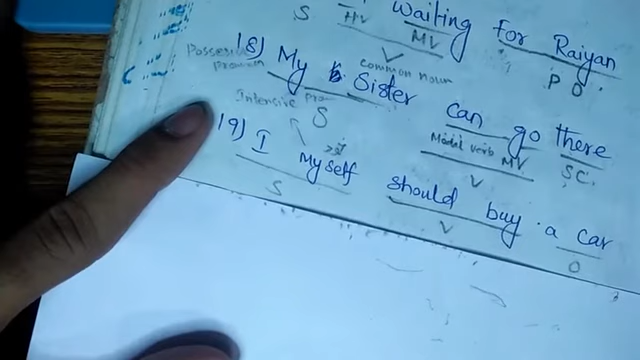 waiting for Raiyan
S HV MV P O
Possessive pronoun common noun
18) My Sister can go there
Intensive pro S Modal verb MV SC.
19) I myself should buy a car
S V V O